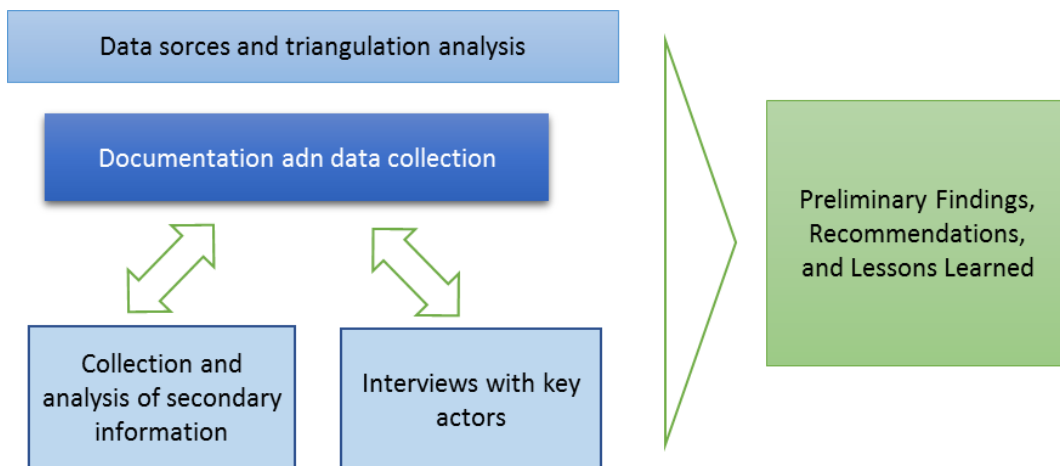 Data sorces and triangulation analysis
Documentation adn data collection
Collection and
analysis of secondary
information
Interviews with key
actors
Preliminary Findings,
Recommendations,
and Lessons Learned